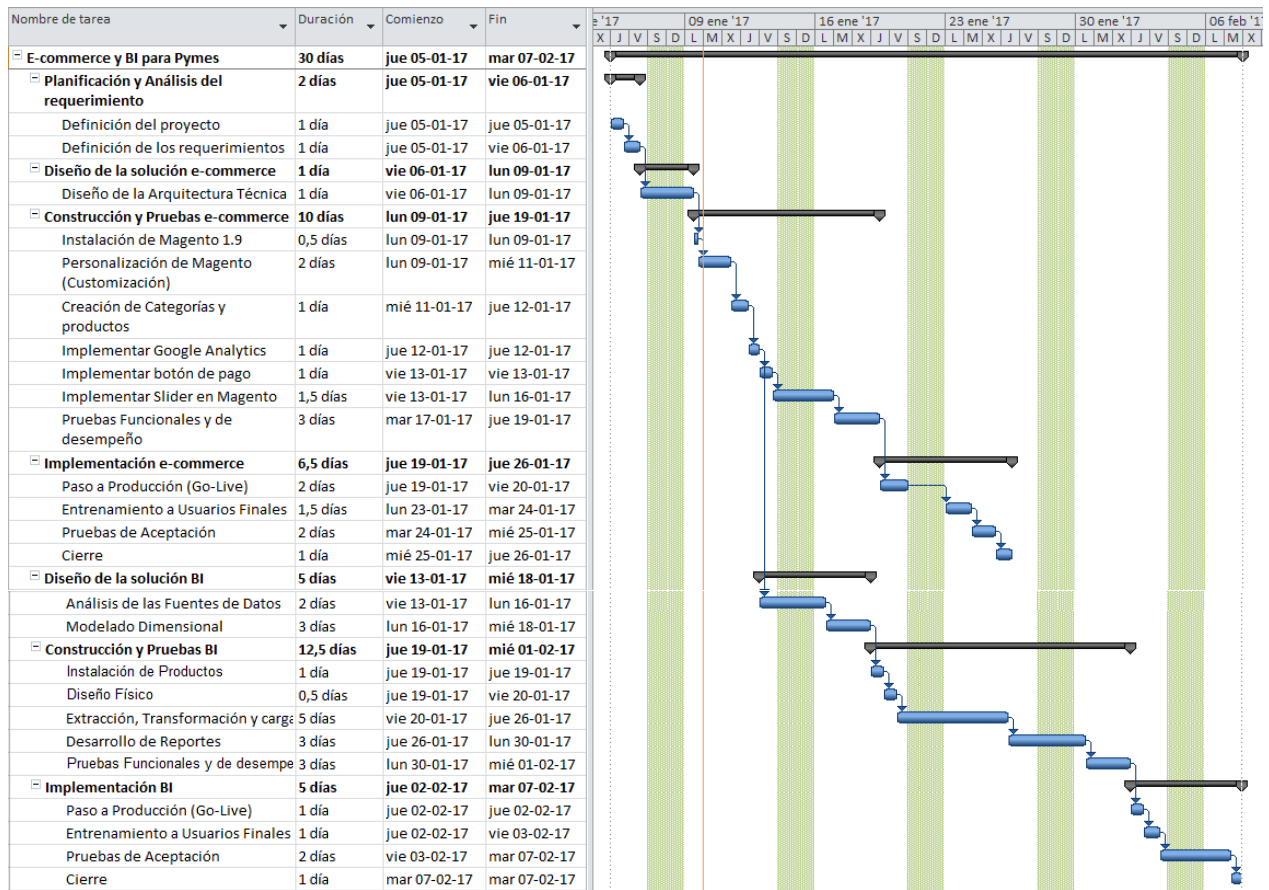 Nombre de tarea Duración Comienzo Fin e '17 09 ene '17 16 ene '17 23 ene '17 30 ene '17 06 feb '1
X J V S D L M X J V S D L M X J V S D L M X J V S D L M X J V S D L M X
E-commerce y BI para Pymes 30 días jue 05-01-17 mar 07-02-17
Planificación y Análisis del 2 días jue 05-01-17 vie 06-01-17
requerimiento
Definición del proyecto 1 día jue 05-01-17 jue 05-01-17
Definición de los requerimientos 1 día jue 05-01-17 vie 06-01-17
Diseño de la solución e-commerce 1 día vie 06-01-17 lun 09-01-17
Diseño de la Arquitectura Técnica 1 día vie 06-01-17 lun 09-01-17
Construcción y Pruebas e-commerce 10 días lun 09-01-17 jue 19-01-17
Instalación de Magento 1.9 0,5 días lun 09-01-17 lun 09-01-17
Personalización de Magento 2 días lun 09-01-17 mié 11-01-17
(Customización)
Creación de Categorías y 1 día mié 11-01-17 jue 12-01-17
productos
Implementar Google Analytics 1 día jue 12-01-17 jue 12-01-17
Implementar botón de pago 1 día vie 13-01-17 vie 13-01-17
Implementar Slider en Magento 1,5 días vie 13-01-17 lun 16-01-17
Pruebas Funcionales y de 3 días mar 17-01-17 jue 19-01-17
desempeño
Implementación e-commerce 6,5 días jue 19-01-17 jue 26-01-17
Paso a Producción (Go-Live) 2 días jue 19-01-17 vie 20-01-17
Entrenamiento a Usuarios Finales 1,5 días lun 23-01-17 mar 24-01-17
Pruebas de Aceptación 2 días mar 24-01-17 mié 25-01-17
Cierre 1 día mié 25-01-17 jue 26-01-17
Diseño de la solución BI 5 días vie 13-01-17 mié 18-01-17
Análisis de las Fuentes de Datos 2 días vie 13-01-17 lun 16-01-17
Modelado Dimensional 3 días lun 16-01-17 mié 18-01-17
Construcción y Pruebas BI 12,5 días jue 19-01-17 mié 01-02-17
Instalación de Productos 1 día jue 19-01-17 jue 19-01-17
Diseño Físico 0,5 días jue 19-01-17 vie 20-01-17
Extracción, Transformación y carga 5 días vie 20-01-17 jue 26-01-17
Desarrollo de Reportes 3 días jue 26-01-17 lun 30-01-17
Pruebas Funcionales y de desempe 3 días lun 30-01-17 mié 01-02-17
Implementación BI 5 días jue 02-02-17 mar 07-02-17
Paso a Producción (Go-Live) 1 día jue 02-02-17 jue 02-02-17
Entrenamiento a Usuarios Finales 1 día jue 02-02-17 vie 03-02-17
Pruebas de Aceptación 2 días vie 03-02-17 mar 07-02-17
Cierre 1 día mar 07-02-17 mar 07-02-17